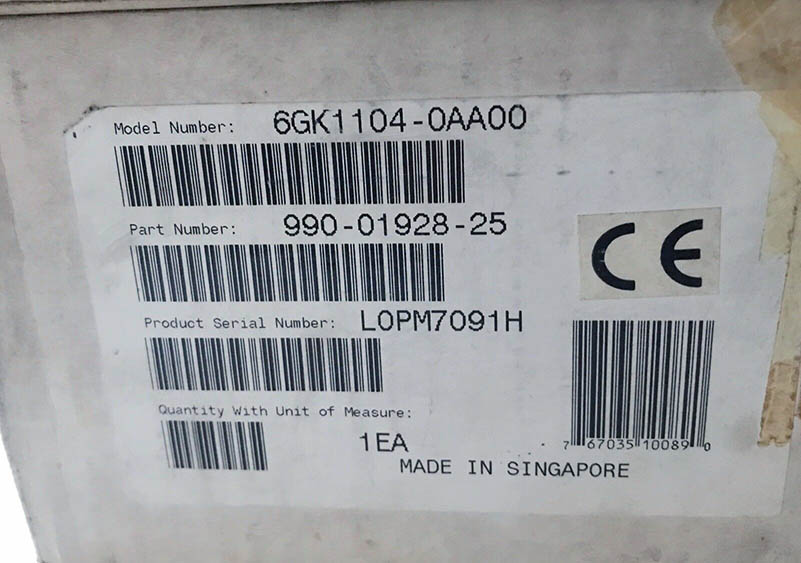 Model Number: 6GK1104-0AA00
Part Number: 990-01928-25
CE
Product Serial Number: L0PM7091H
Quantity With Unit of Measure:
1EA
7 67035 10089 0
MADE IN SINGAPORE